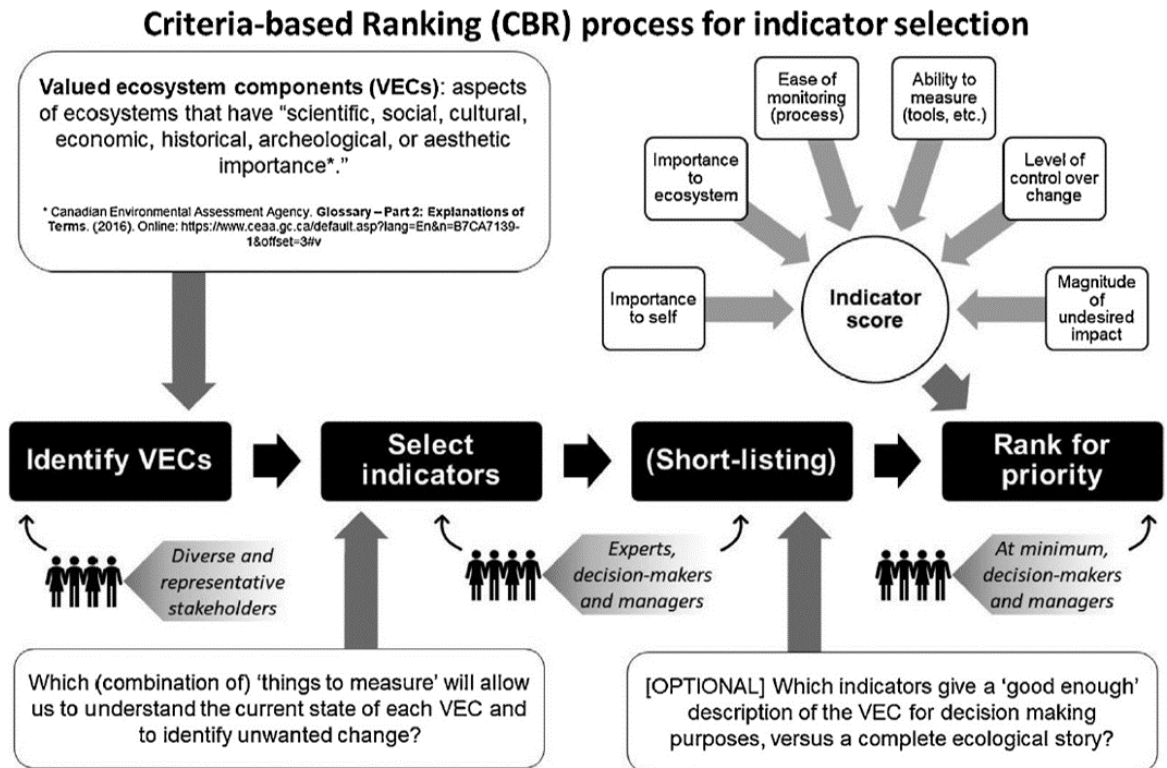 Criteria-based Ranking (CBR) process for indicator selection
Valued ecosystem components (VECs): aspects
of ecosystems that have “scientific, social, cultural,
economic, historical, archeological, or aesthetic
importance*.”
* Canadian Environmental Assessment Agency. Glossary – Part 2: Explanations of
Terms. (2016). Online: https://www.ceaa.gc.ca/default.asp?lang=En&n=B7CA7139-
1&offset=3#v
Importance
to self
Importance
to
ecosystem
Ease of
monitoring
(process)
Ability to
measure
(tools, etc.)
Level of
control over
change
Magnitude
of
undesired
impact
Indicator
score
Identify VECs
Select
indicators
(Short-listing)
Rank for
priority
Diverse and
representative
stakeholders
Experts,
decision-makers
and managers
At minimum,
decision-makers
and managers
Which (combination of) ‘things to measure’ will allow
us to understand the current state of each VEC and
to identify unwanted change?
[OPTIONAL] Which indicators give a ‘good enough’
description of the VEC for decision making
purposes, versus a complete ecological story?